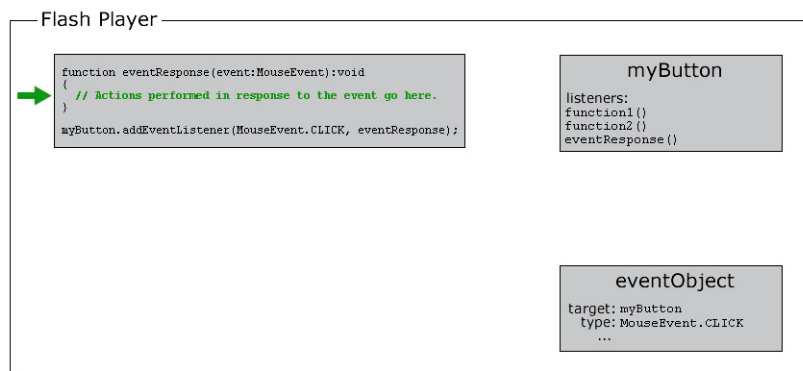 Flash Player
function eventResponse(event:MouseEvent):void
{
// Actions performed in response to the event go here.
}
myButton.addEventListener(MouseEvent.CLICK, eventResponse);
myButton
listeners:
function1()
function2()
eventResponse()
eventObject
target: myButton
type: MouseEvent.CLICK
...